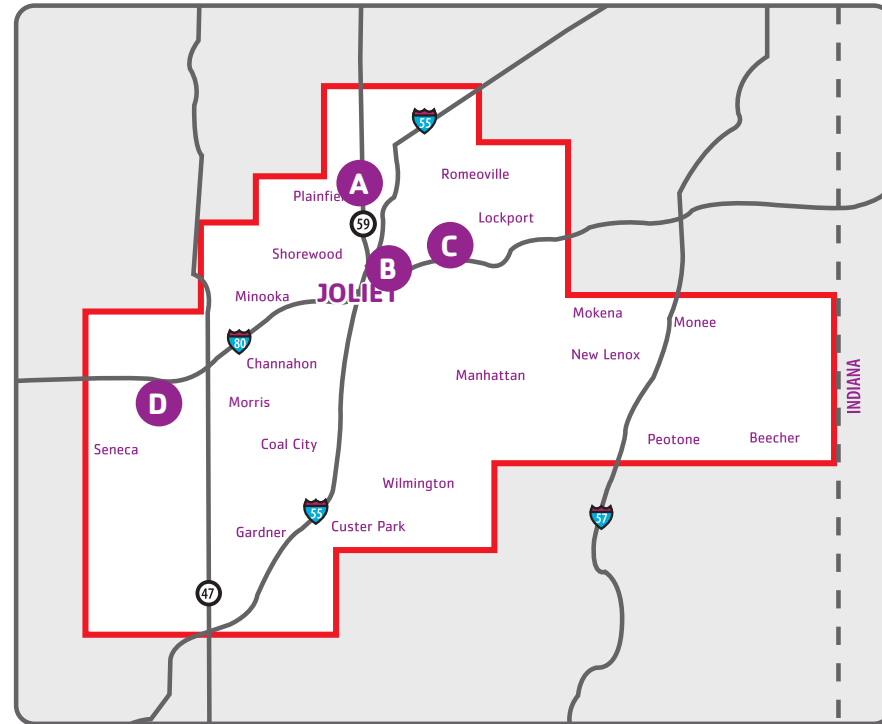 55
Romeoville
A
Plainfie
Lockport
59
C
Shorewood
B
JOLIET
Minooka
Mokena
Monee
80
New Lenox
Channahon
Manhattan
INDIANA
D
Morris
Peotone
Beecher
Coal City
Seneca
Wilmington
55
57
Custer Park
Gardner
47